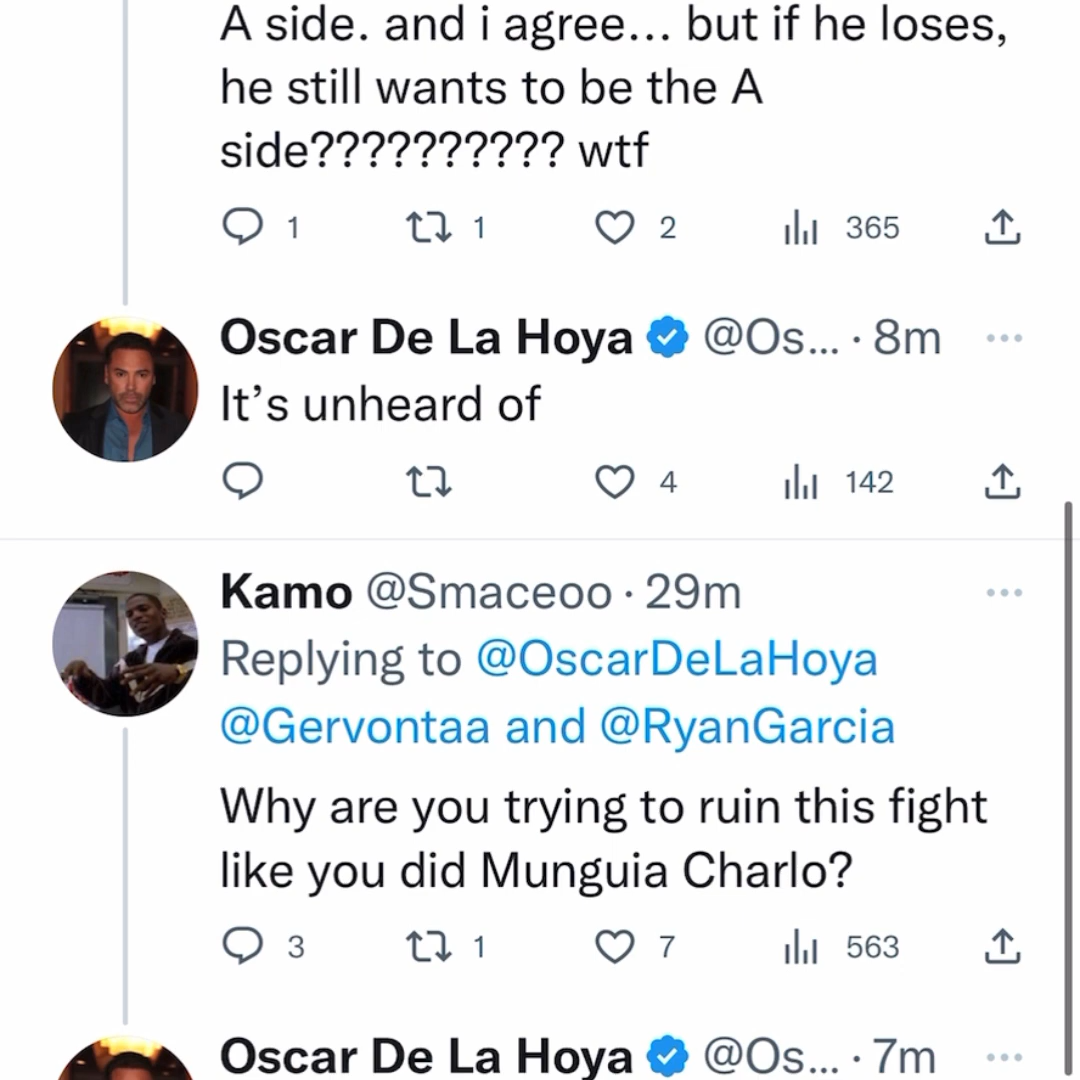 A side. and i agree... but if he loses,
he still wants to be the A
side?????????? wtf
1 1 2 365
Oscar De La Hoya @Os... · 8m
It’s unheard of
4 142
Kamo @Smaceoo · 29m
Replying to @OscarDeLaHoya
@Gervontaa and @RyanGarcia
Why are you trying to ruin this fight
like you did Munguia Charlo?
3 1 7 563
Oscar De La Hoya @Os... · 7m